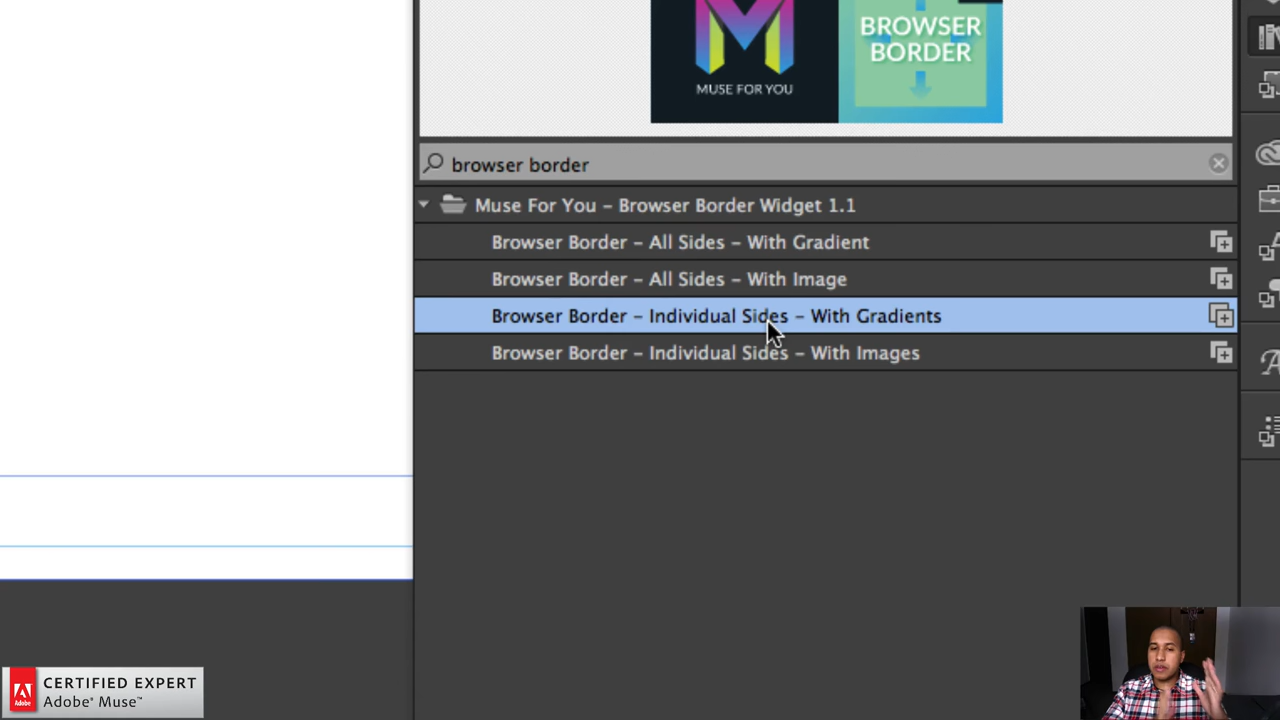 MUSE FOR YOU
BROWSER
BORDER
browser border
Muse For You – Browser Border Widget 1.1
Browser Border – All Sides – With Gradient
Browser Border – All Sides – With Image
Browser Border – Individual Sides – With Gradients
Browser Border – Individual Sides – With Images
CERTIFIED EXPERT
Adobe® Muse™
Adobe